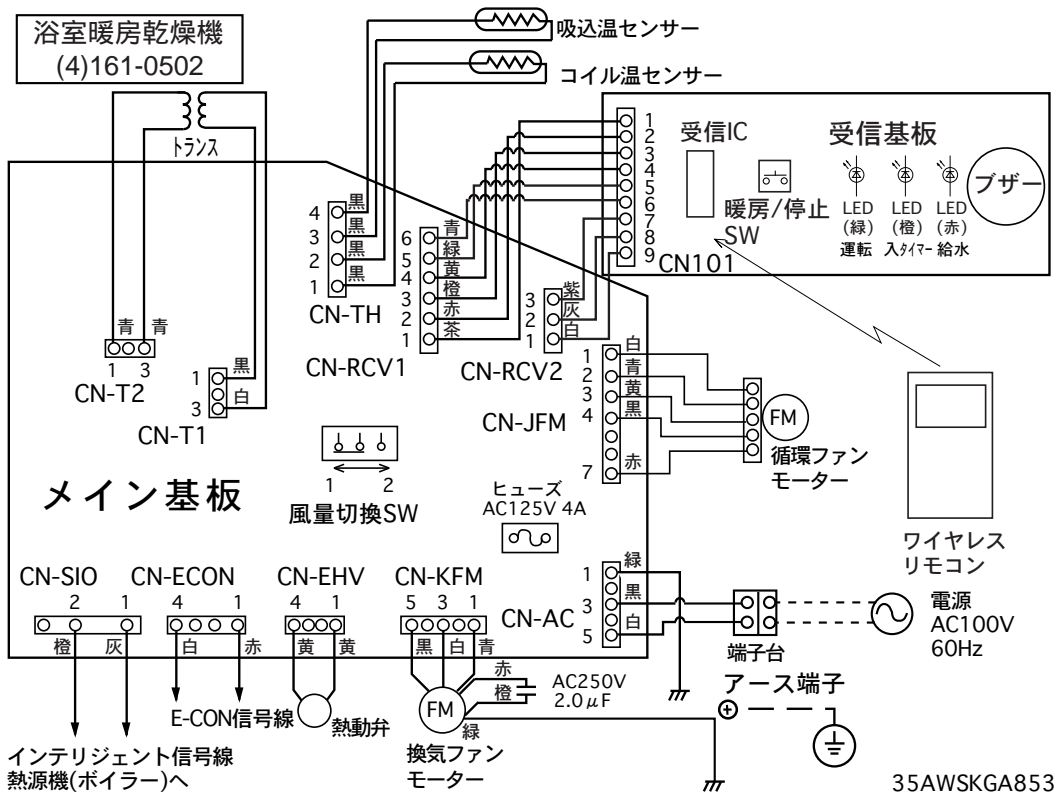 浴室暖房乾燥機
(4)161-0502
吸込温センサー
コイル温センサー
トランス
受信IC
受信基板
ブザー
暖房/停止
SW
LED
(緑)
運転
LED
(橙)
入タイマー
LED
(赤)
給水
1
2
3
4
5
6
7
8
9
CN101
4
3
2
1
黒
黒
黒
黒
CN-TH
6
5
4
3
2
1
青
緑
黄
橙
赤
茶
CN-RCV1
3
2
1
紫
灰
白
CN-RCV2
青 青
1 3
CN-T2
1
3
黒
白
CN-T1
1
2
3
4
7
白
青
黄
黒
赤
CN-JFM
FM
循環ファン
モーター
メイン基板
1 2
風量切換SW
ヒューズ
AC125V 4A
ワイヤレス
リモコン
CN-SIO
2 1
橙 灰
CN-ECON
4 1
白 赤
CN-EHV
4 1
黄 黄
CN-KFM
5 3 1
黒 白 青
CN-AC
1
3
5
緑
黒
白
端子台
電源
AC100V
60Hz
アース端子
赤
橙
AC250V
2.0μF
緑
FM
換気ファン
モーター
熱動弁
E-CON信号線
インテリジェント信号線
熱源機(ボイラー)へ
35AWSKGA853